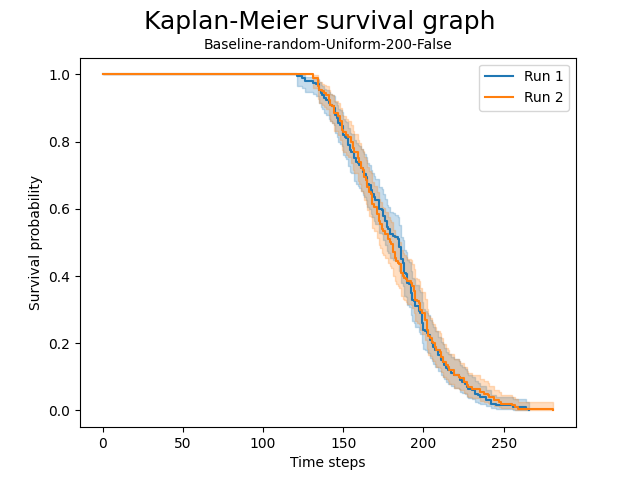 Kaplan-Meier survival graph
Baseline-random-Uniform-200-False
Run 1
Run 2
Survival probability
1.0
0.8
0.6
0.4
0.2
0.0
0 50 100 150 200 250
Time steps